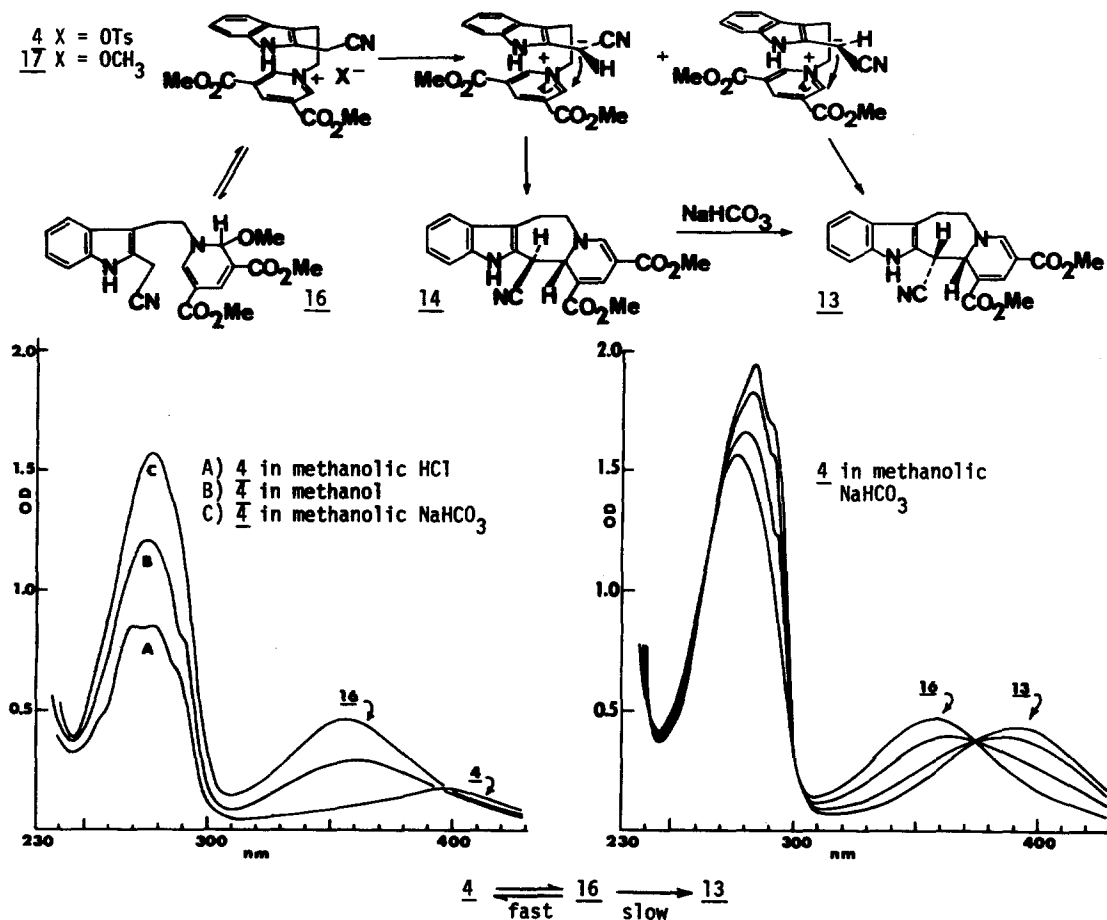 4 X = OTs
17 X = OCH3
N
H
CN
N
+ X⁻
MeO2C
CO2Me
N
H
CN
H
−
+
N
MeO2C
CO2Me
+
N
H
H
CN
−
+
N
MeO2C
CO2Me
N
H
CN
N
H
OMe
CO2Me
CO2Me
16
N
H
H
NC
H
N
CO2Me
CO2Me
14
NaHCO3
N
H
H
NC
H
N
CO2Me
CO2Me
13
2.0
1.5
OD
1.0
0.5
230
300
nm
400
C
B
A
A) 4 in methanolic HCl
B) 4 in methanol
C) 4 in methanolic NaHCO3
16
4
2.0
1.5
OD
1.0
0.5
230
300
nm
400
4 in methanolic
NaHCO3
16
13
4 ⇌ 16 → 13
fast slow